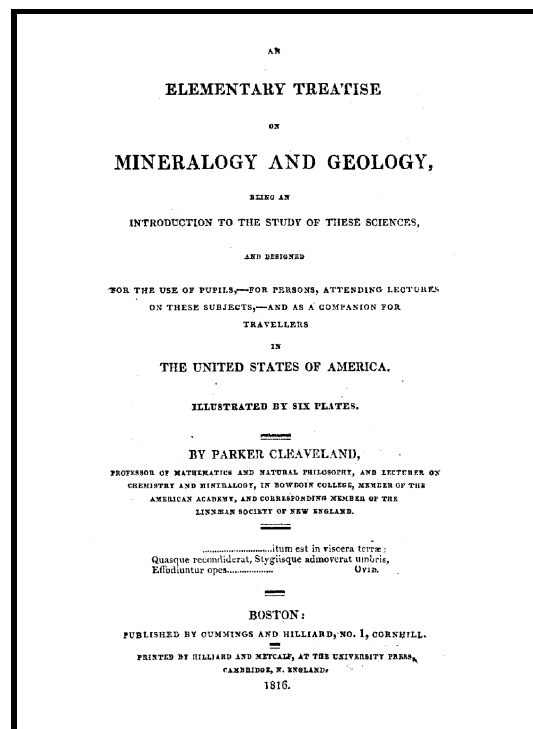 AN
ELEMENTARY TREATISE
ON
MINERALOGY AND GEOLOGY,
BEING AN
INTRODUCTION TO THE STUDY OF THESE SCIENCES,
AND DESIGNED
FOR THE USE OF PUPILS,—FOR PERSONS, ATTENDING LECTURES
ON THESE SUBJECTS,—AND AS A COMPANION FOR
TRAVELLERS
IN
THE UNITED STATES OF AMERICA.
ILLUSTRATED BY SIX PLATES.
BY PARKER CLEAVELAND,
PROFESSOR OF MATHEMATICS AND NATURAL PHILOSOPHY, AND LECTURER ON
CHEMISTRY AND MINERALOGY, IN BOWDOIN COLLEGE, MEMBER OF THE
AMERICAN ACADEMY, AND CORRESPONDING MEMBER OF THE
LINNÆAN SOCIETY OF NEW ENGLAND.
............................itum est in viscera terræ;
Quasque recondiderat, Stygiisque admoverat umbris,
Effodiuntur opes.................. OVID.
BOSTON:
PUBLISHED BY CUMMINGS AND HILLIARD, NO. 1, CORNHILL.
PRINTED BY HILLIARD AND METCALF, AT THE UNIVERSITY PRESS,
CAMBRIDGE, N. ENGLAND.
1816.